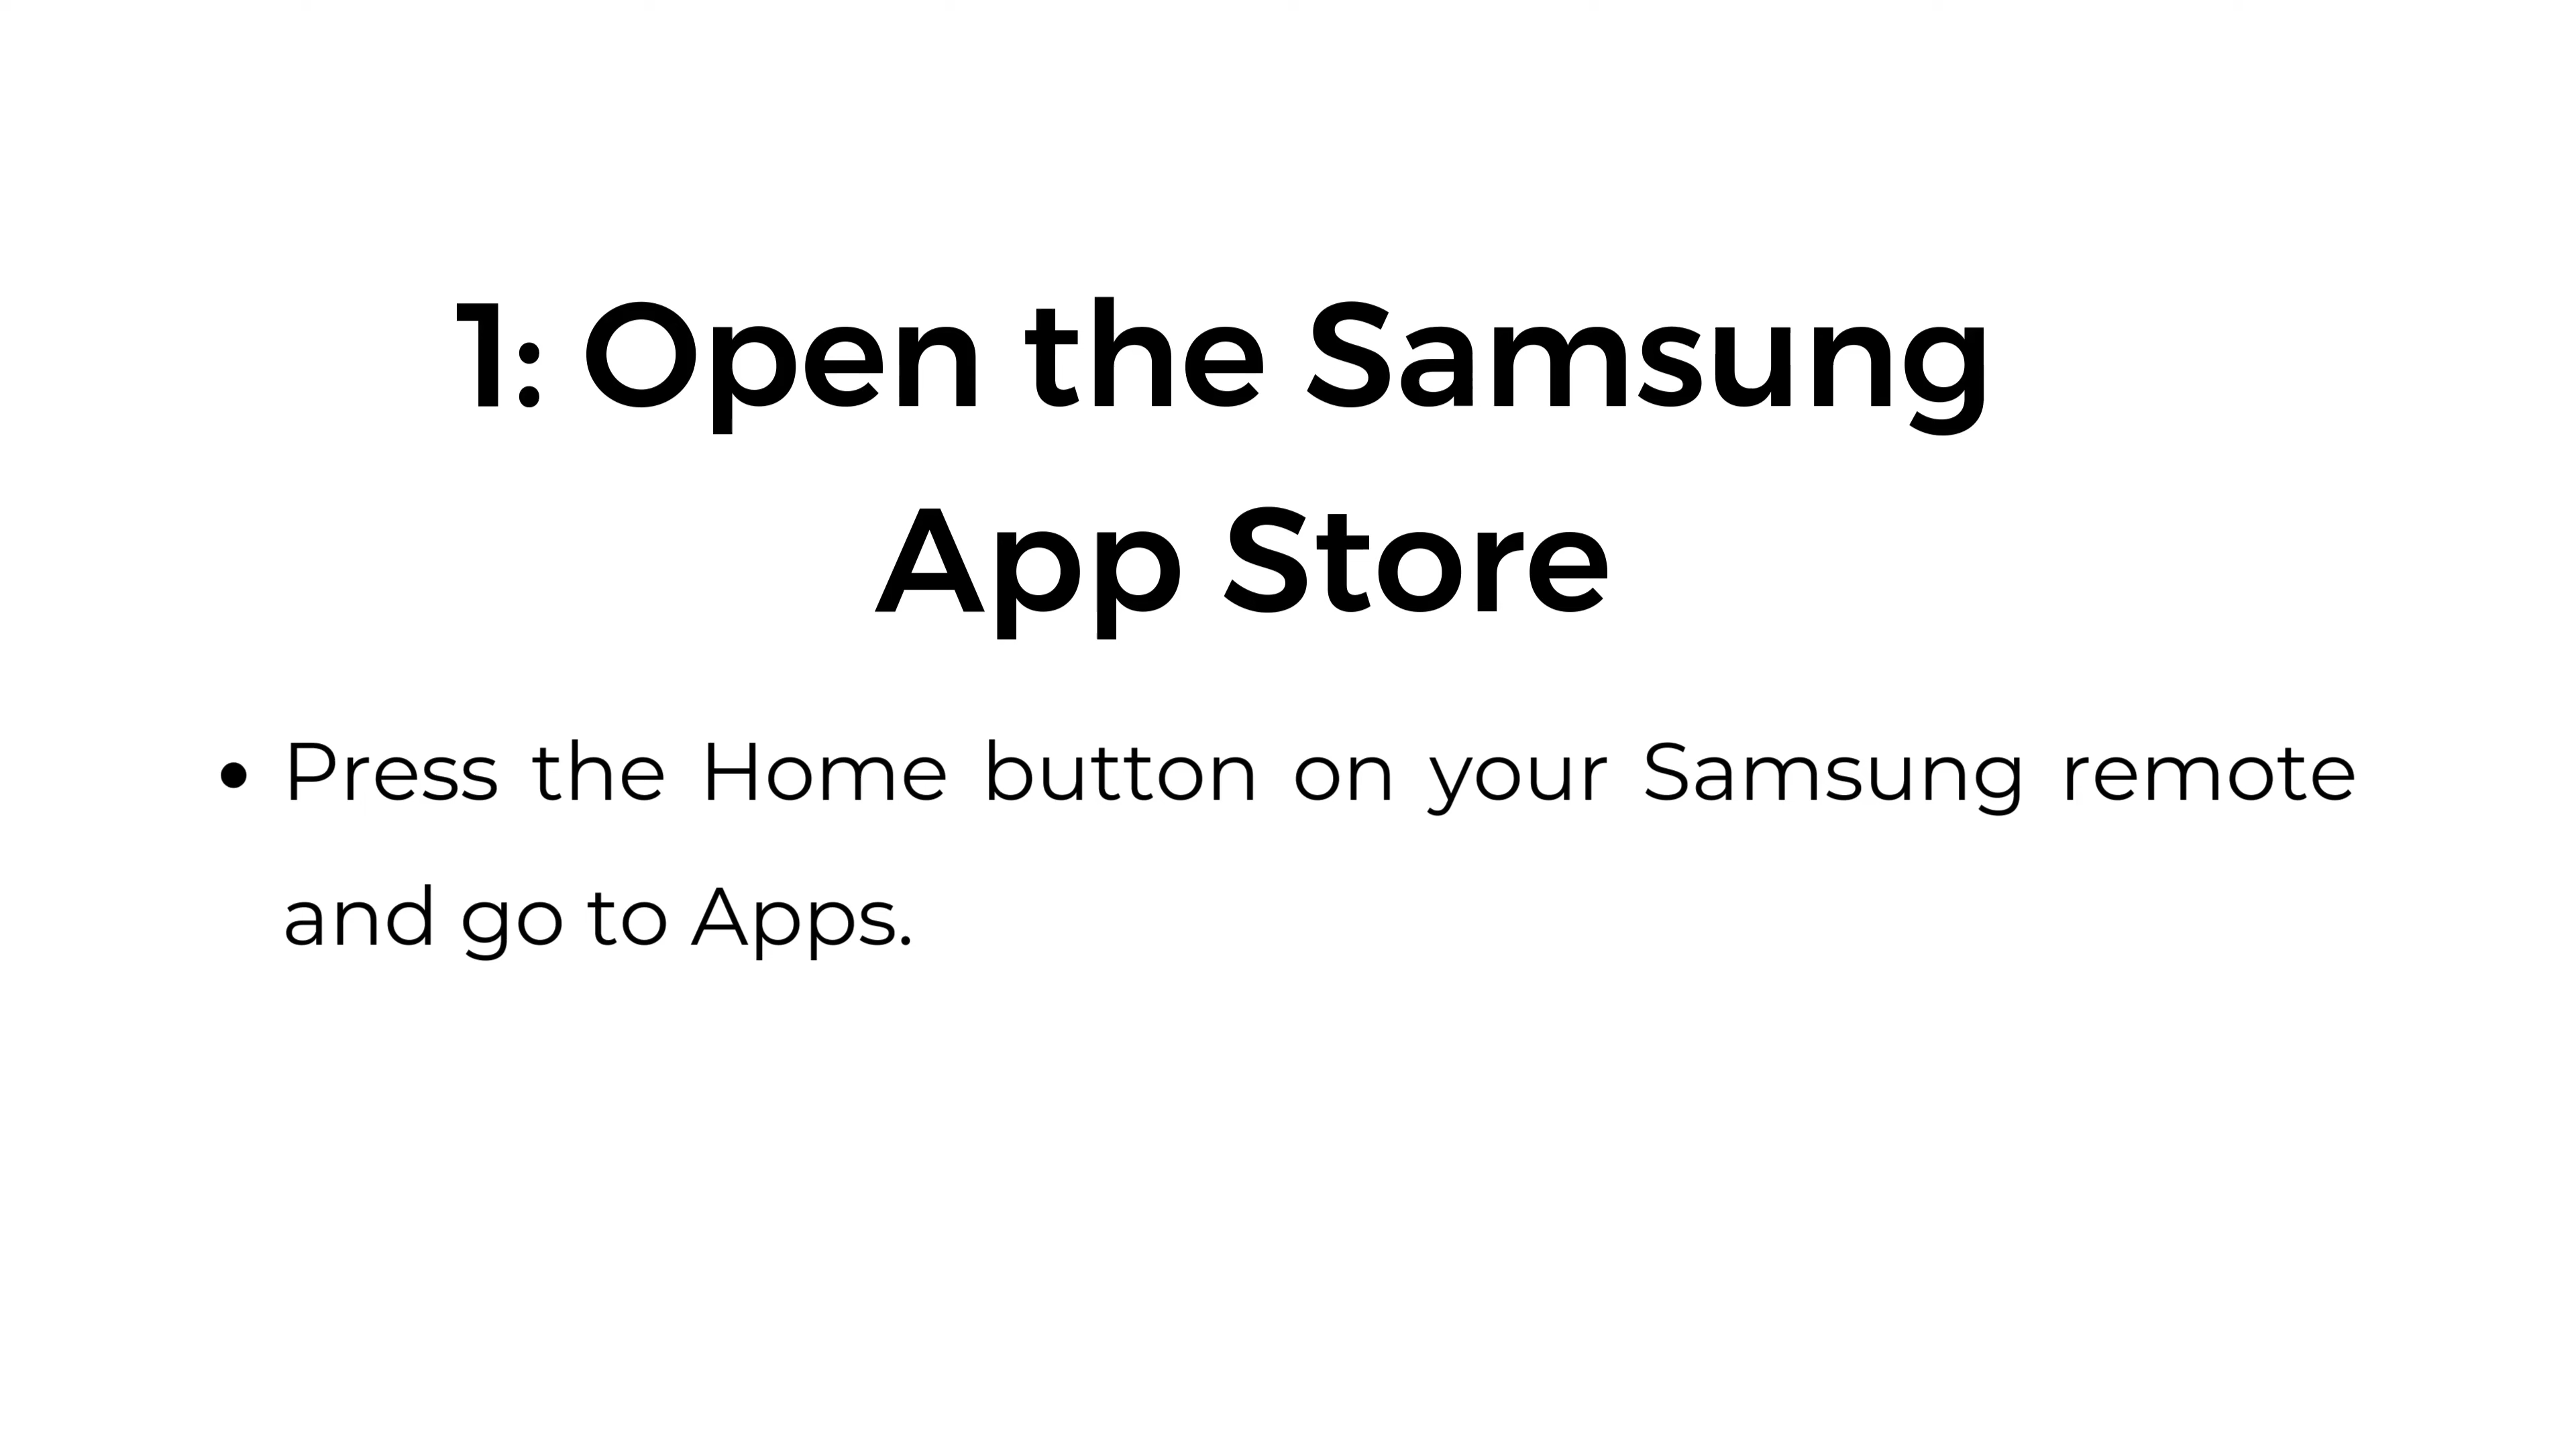 1: Open the Samsung
App Store
• Press the Home button on your Samsung remote
and go to Apps.